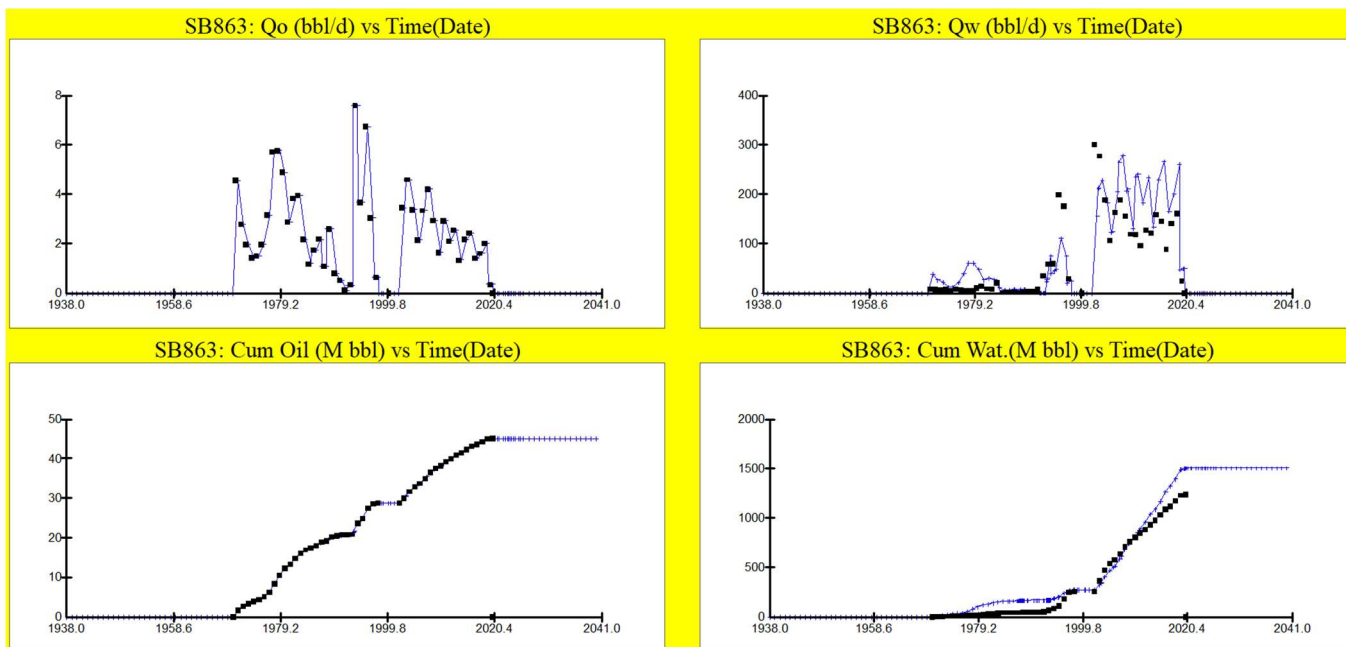 SB863: Qo (bbl/d) vs Time(Date)
8
6
4
2
0
1938.0 1958.6 1979.2 1999.8 2020.4 2041.0
SB863: Qw (bbl/d) vs Time(Date)
400
300
200
100
0
1938.0 1958.6 1979.2 1999.8 2020.4 2041.0
SB863: Cum Oil (M bbl) vs Time(Date)
50
40
30
20
10
0
1938.0 1958.6 1979.2 1999.8 2020.4 2041.0
SB863: Cum Wat.(M bbl) vs Time(Date)
2000
1500
1000
500
0
1938.0 1958.6 1979.2 1999.8 2020.4 2041.0